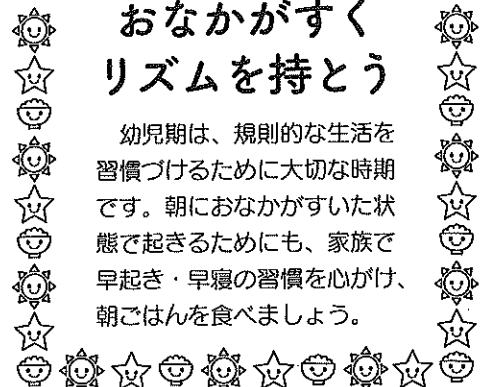 おなかがすく
リズムを持とう
幼児期は、規則的な生活を
習慣づけるために大切な時期
です。朝におなかがすいた状
態で起きるためにも、家族で
早起き・早寝の習慣を心がけ、
朝ごはんを食べましょう。